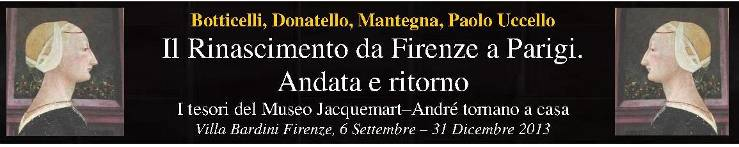 Botticelli, Donatello, Mantegna, Paolo Uccello
Il Rinascimento da Firenze a Parigi.
Andata e ritorno
I tesori del Museo Jacquemart–André tornano a casa
Villa Bardini Firenze, 6 Settembre – 31 Dicembre 2013